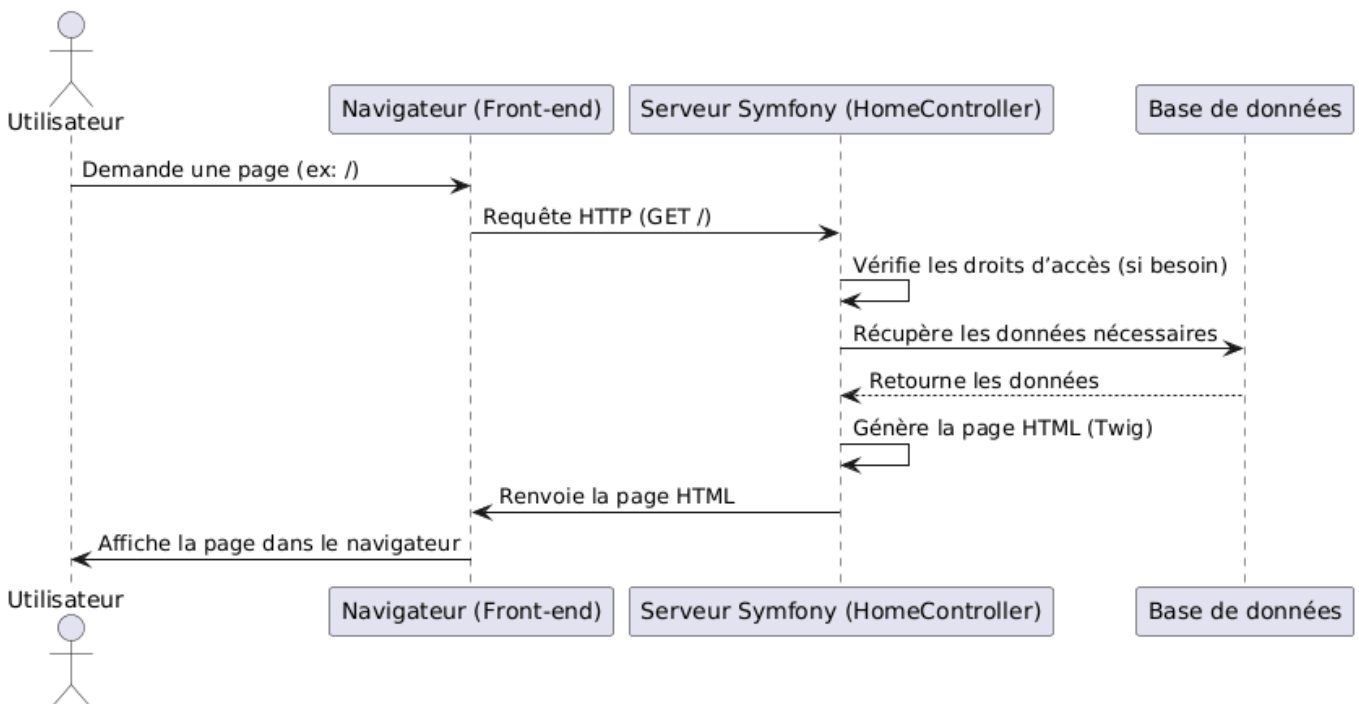 Utilisateur
Navigateur (Front-end)
Serveur Symfony (HomeController)
Base de données
Demande une page (ex: /)
Requête HTTP (GET /)
Vérifie les droits d’accès (si besoin)
Récupère les données nécessaires
Retourne les données
Génère la page HTML (Twig)
Renvoie la page HTML
Affiche la page dans le navigateur
Utilisateur
Navigateur (Front-end)
Serveur Symfony (HomeController)
Base de données